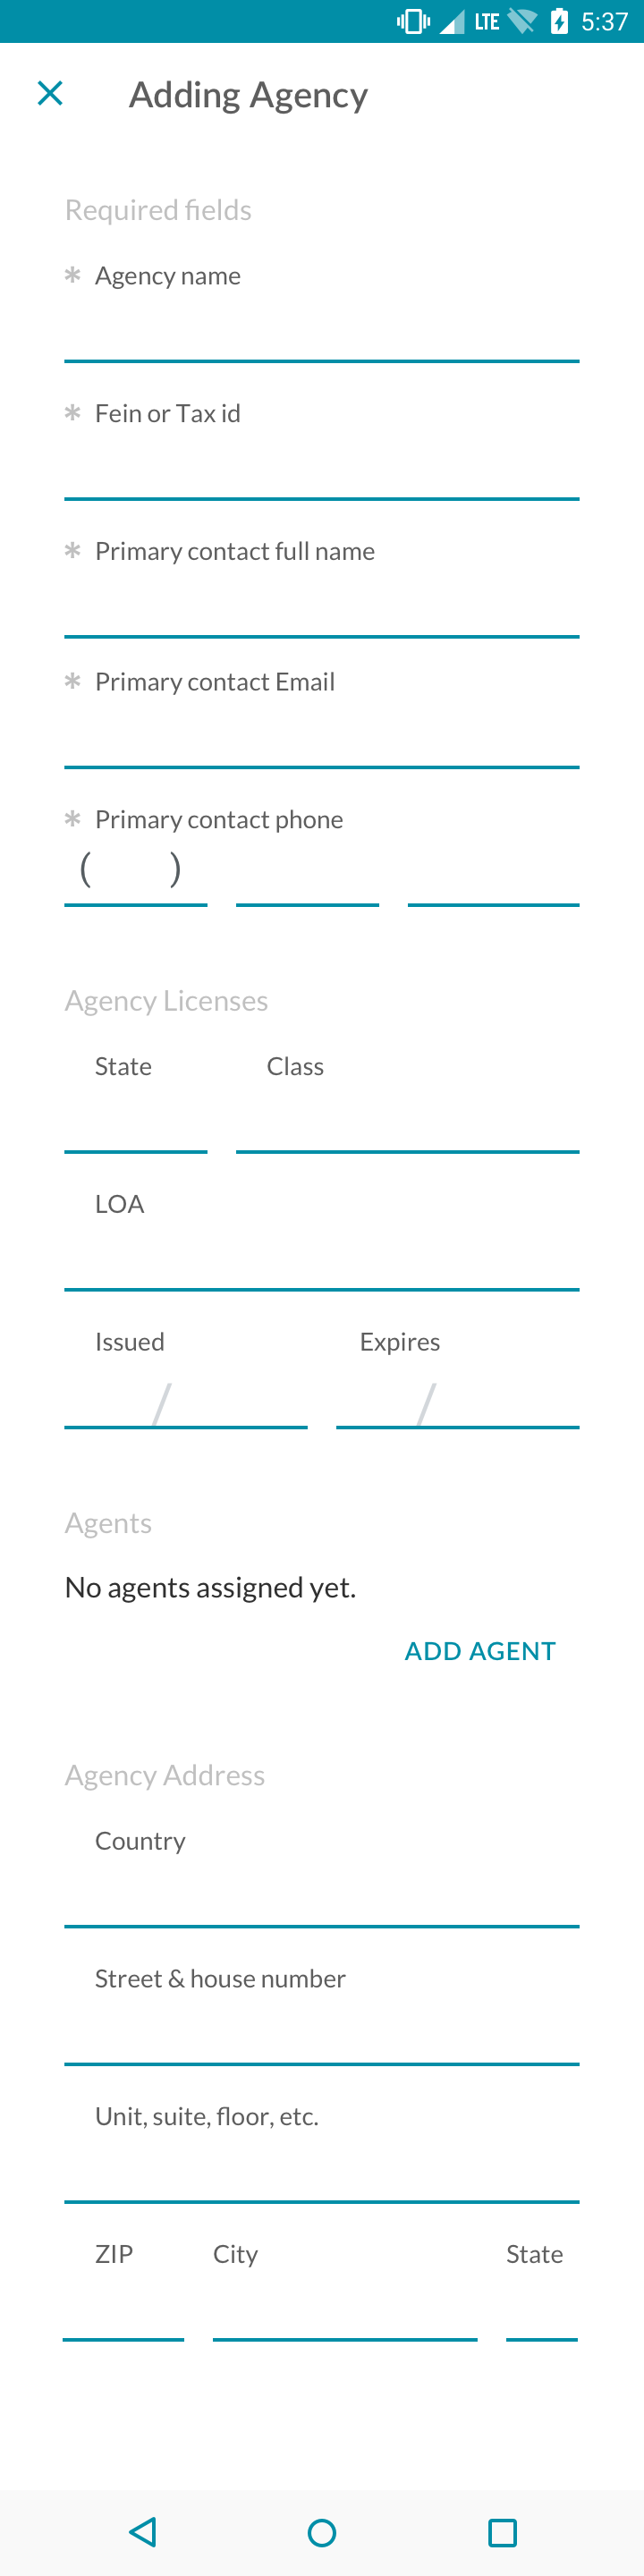 LTE 5:37
Adding Agency
Required fields
* Agency name
* Fein or Tax id
* Primary contact full name
* Primary contact Email
* Primary contact phone
( )
Agency Licenses
State Class
LOA
Issued Expires
/ /
Agents
No agents assigned yet.
ADD AGENT
Agency Address
Country
Street & house number
Unit, suite, floor, etc.
ZIP City State